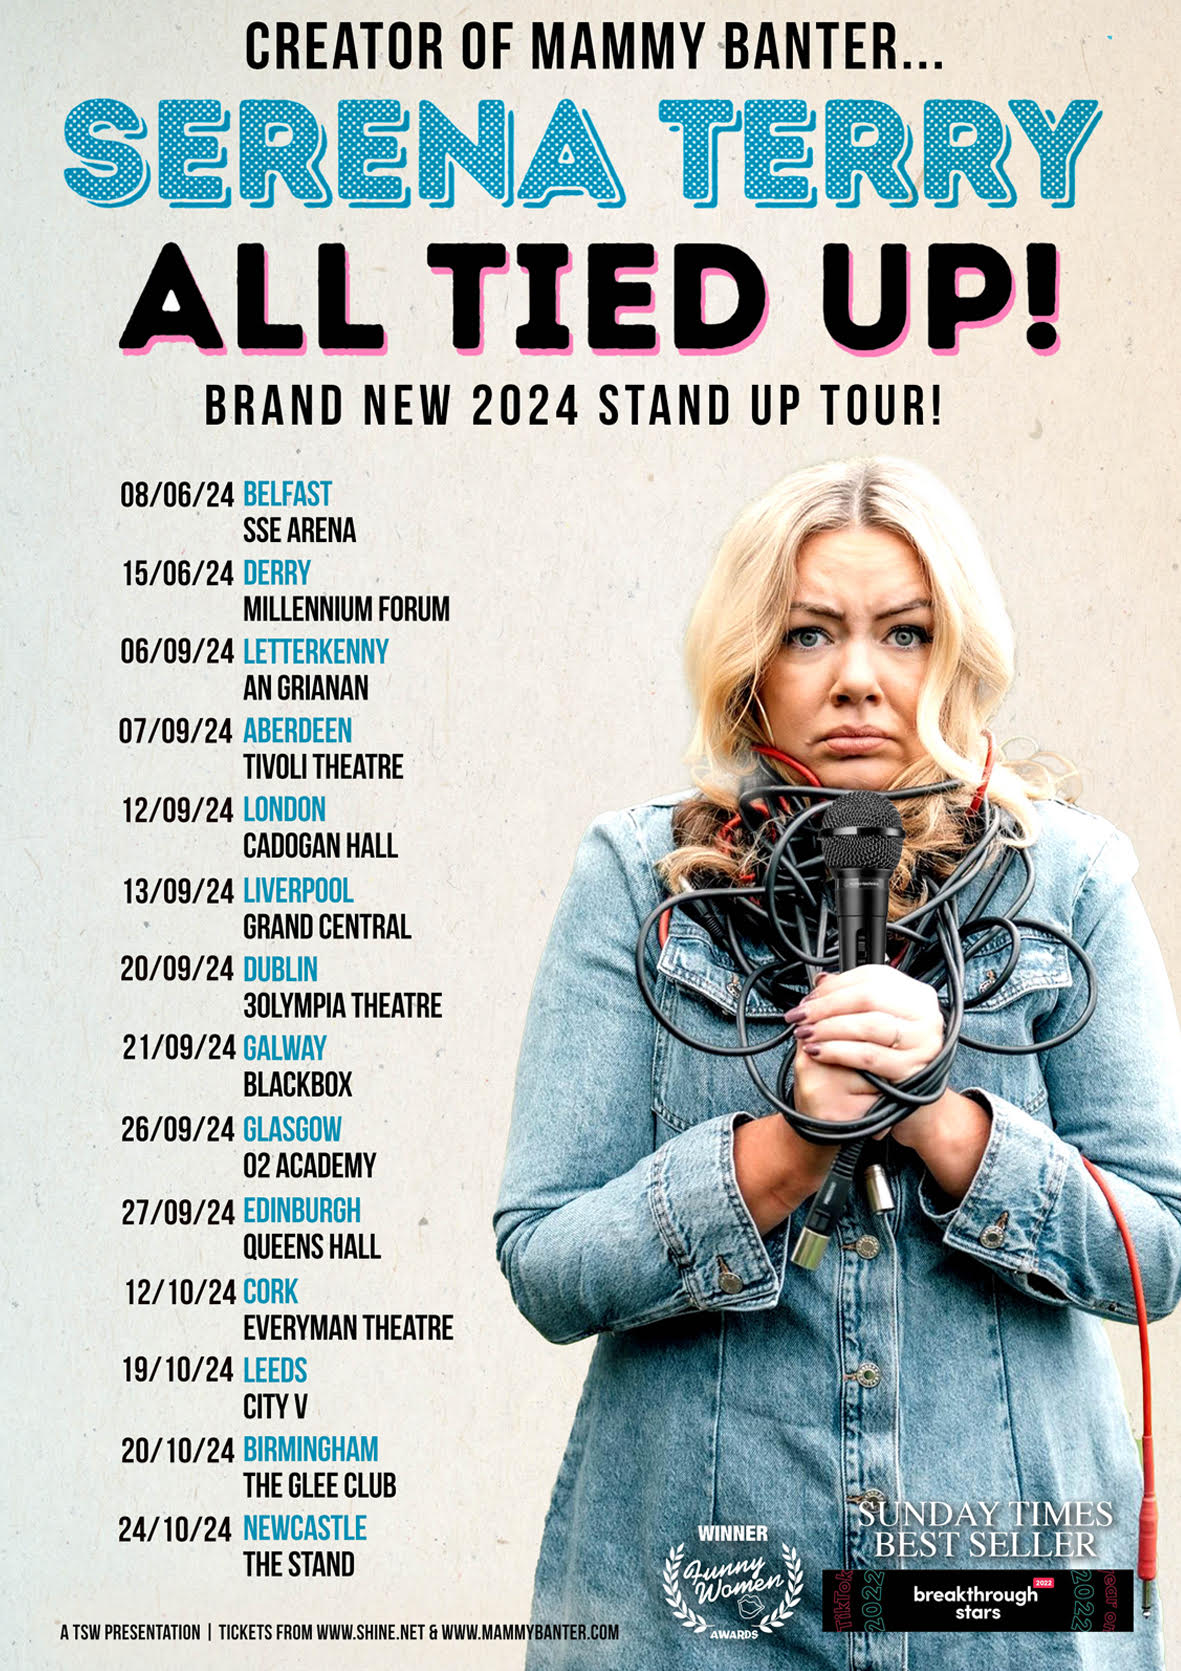 CREATOR OF MAMMY BANTER...
SERENA TERRY
ALL TIED UP!
BRAND NEW 2024 STAND UP TOUR!
08/06/24 BELFAST
SSE ARENA
15/06/24 DERRY
MILLENNIUM FORUM
06/09/24 LETTERKENNY
AN GRIANAN
07/09/24 ABERDEEN
TIVOLI THEATRE
12/09/24 LONDON
CADOGAN HALL
13/09/24 LIVERPOOL
GRAND CENTRAL
20/09/24 DUBLIN
3OLYMPIA THEATRE
21/09/24 GALWAY
BLACKBOX
26/09/24 GLASGOW
O2 ACADEMY
27/09/24 EDINBURGH
QUEENS HALL
12/10/24 CORK
EVERYMAN THEATRE
19/10/24 LEEDS
CITY V
20/10/24 BIRMINGHAM
THE GLEE CLUB
24/10/24 NEWCASTLE
THE STAND
WINNER
Funny
Women
AWARDS
SUNDAY TIMES
BEST SELLER
TikTok
2022
breakthrough 2022
stars
2022
year on
A TSW PRESENTATION | TICKETS FROM WWW.SHINE.NET & WWW.MAMMYBANTER.COM